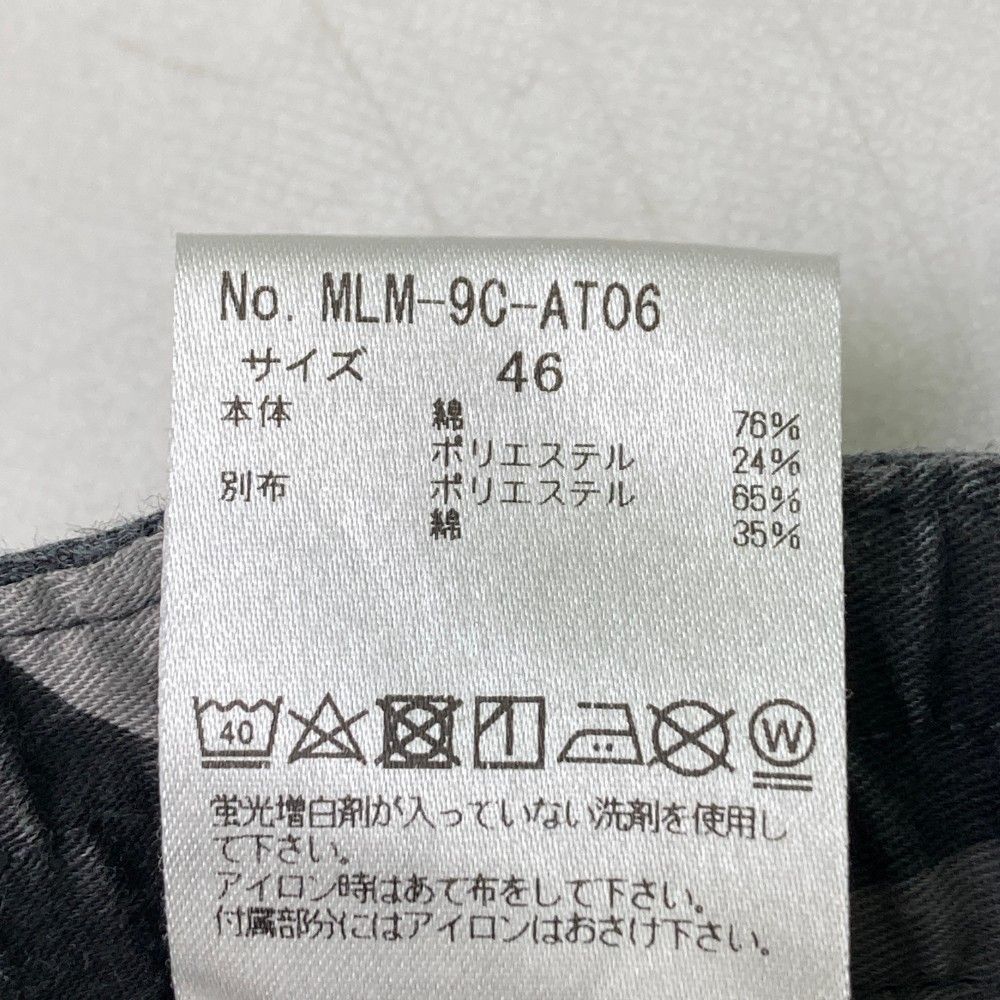 No. MLM-9C-AT06
サイズ 46
本体 綿 76%
ポリエステル 24%
別布 ポリエステル 65%
綿 35%
40 W
蛍光増白剤が入っていない洗剤を使用し
て下さい。
アイロン時はあて布をして下さい。
付属部分にはアイロンはおさけ下さい。